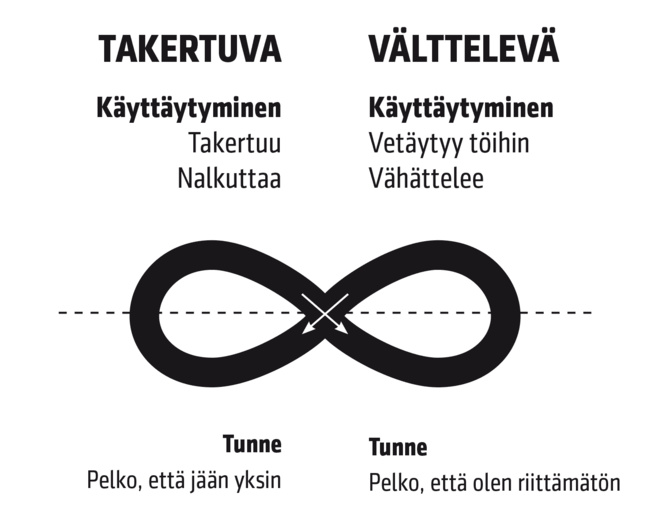 TAKERTUVA
Käyttäytyminen
Takertuu
Nalkuttaa
VÄLTTELEVÄ
Käyttäytyminen
Vetäytyy töihin
Vähättelee
Tunne
Pelko, että jään yksin
Tunne
Pelko, että olen riittämätön